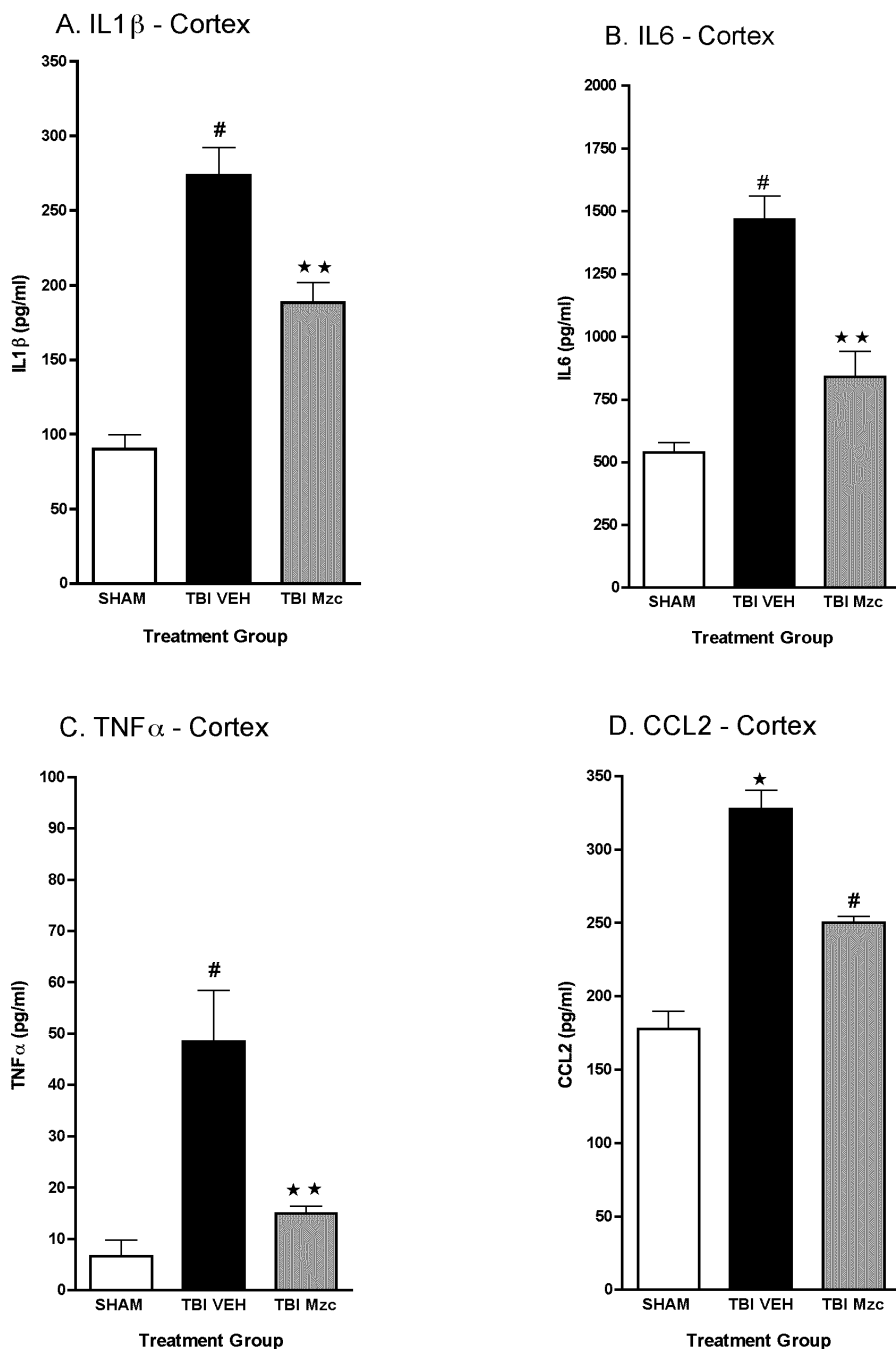 A. IL1β - Cortex
350
300
250
200
150
100
50
0
IL1β (pg/ml)
#
★ ★
SHAM TBI VEH TBI Mzc
Treatment Group
B. IL6 - Cortex
2000
1750
1500
1250
1000
750
500
250
0
IL6 (pg/ml)
#
★ ★
SHAM TBI VEH TBI Mzc
Treatment Group
C. TNFα - Cortex
100
90
80
70
60
50
40
30
20
10
0
TNFα (pg/ml)
#
★ ★
SHAM TBI VEH TBI Mzc
Treatment Group
D. CCL2 - Cortex
350
300
250
200
150
100
50
0
CCL2 (pg/ml)
★
#
SHAM TBI VEH TBI Mzc
Treatment Group